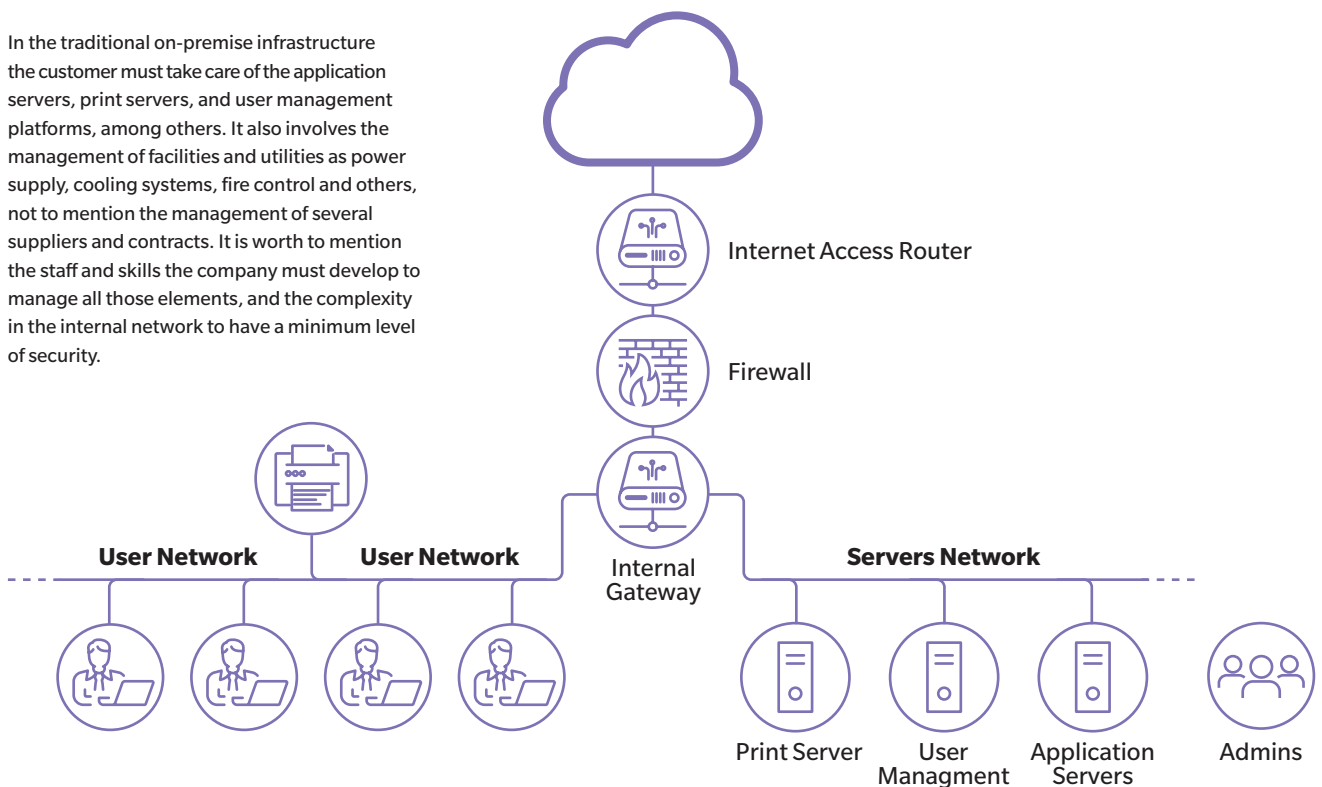 In the traditional on-premise infrastructure
the customer must take care of the application
servers, print servers, and user management
platforms, among others. It also involves the
management of facilities and utilities as power
supply, cooling systems, fire control and others,
not to mention the management of several
suppliers and contracts. It is worth to mention
the staff and skills the company must develop to
manage all those elements, and the complexity
in the internal network to have a minimum level
of security.
Internet Access Router
Firewall
User Network
User Network
Internal
Gateway
Servers Network
Print Server
User
Managment
Application
Servers
Admins